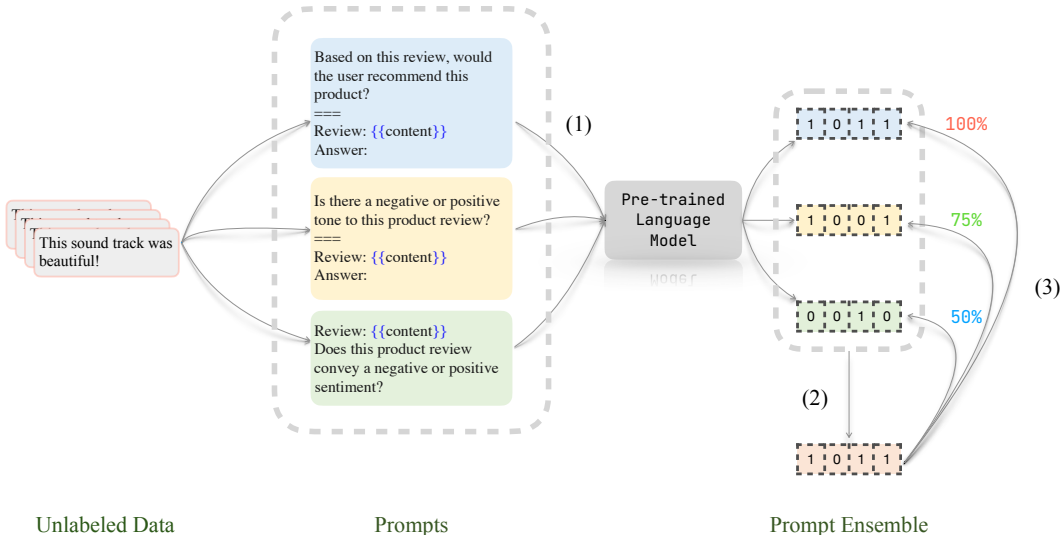 Based on this review, would
the user recommend this
product?
===
Review: {{content}}
Answer:
Is there a negative or positive
tone to this product review?
===
Review: {{content}}
Answer:
Review: {{content}}
Does this product review
convey a negative or positive
sentiment?
This sound track was
beautiful!
(1)
Pre-trained
Language
Model
1 0 1 1
100%
1 0 0 1
75%
0 0 1 0
50%
(3)
(2)
1 0 1 1
Unlabeled Data
Prompts
Prompt Ensemble